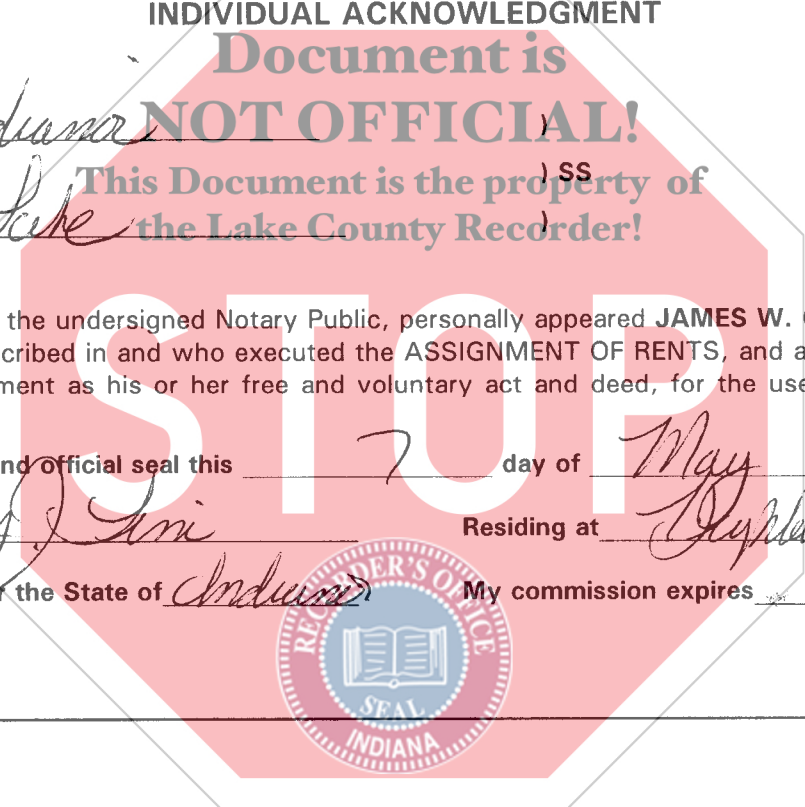 INDIVIDUAL ACKNOWLEDGMENT
Document is
NOT OFFICIAL!
)
This Document is the property of
) SS
Lake
the Lake County Recorder!
)
STOP
the undersigned Notary Public, personally appeared JAMES W.
cribed in and who executed the ASSIGNMENT OF RENTS, and a
ment as his or her free and voluntary act and deed, for the use
nd official seal this 7 day of May
Residing at
r the State of Indiana My commission expires
RECORDER'S OFFICE
SEAL
INDIANA